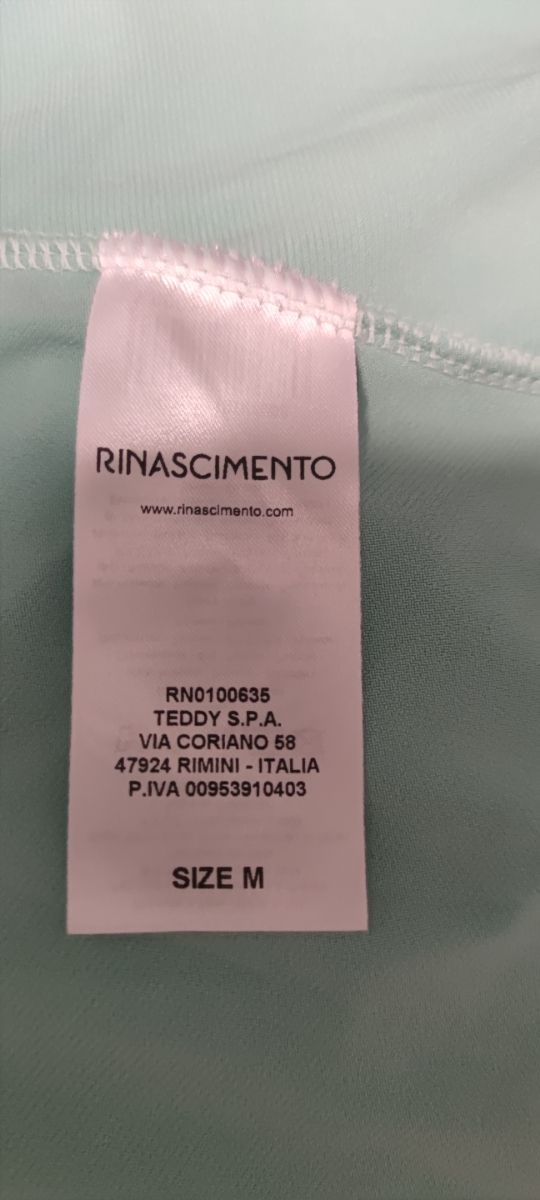 RINASCIMENTO
www.rinascimento.com
RN0100635
TEDDY S.P.A.
VIA CORIANO 58
47924 RIMINI - ITALIA
P.IVA 00953910403
SIZE M